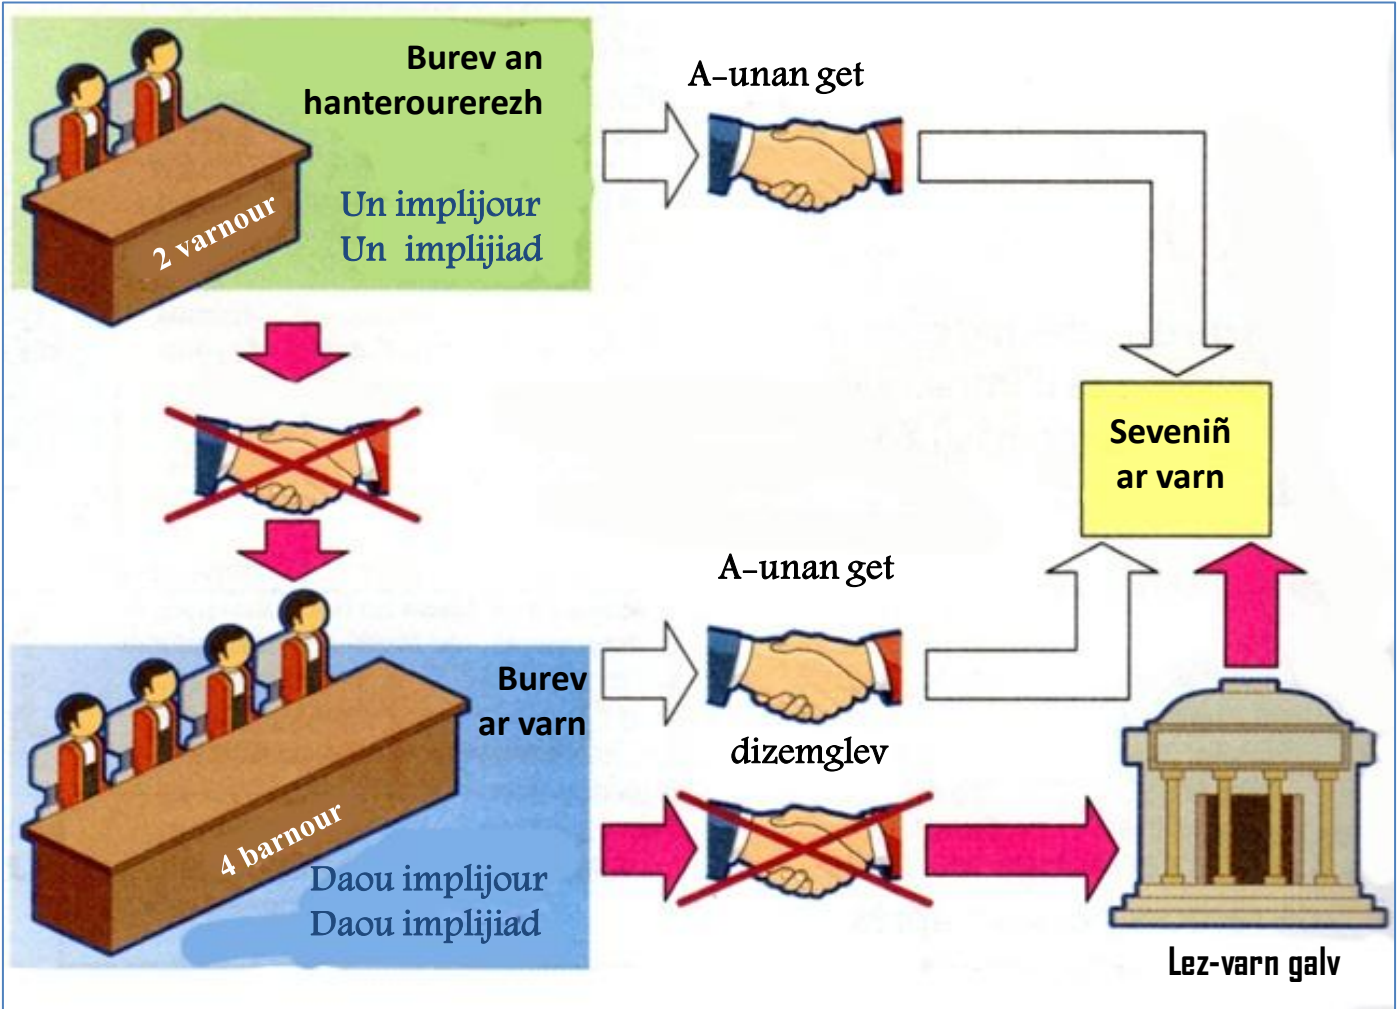 Burev an
hanterourerezh
A-unan get
Un implijour
Un implijiad
2 varnour
Seveniñ
ar varn
A-unan get
Burev
ar varn
dizemglev
4 barnour
Daou implijour
Daou implijiad
Lez-varn galv